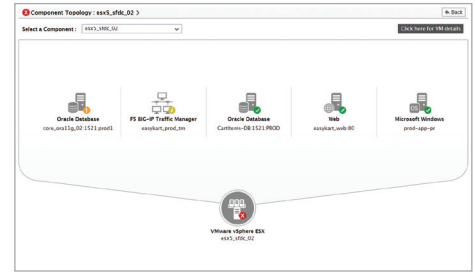 Component Topology : esx5_sfdc_02 >
Back
Select a Component :
esx5_sfdc_02
Click here for VM details
Oracle Database
core_ora11g_02:1521:prod1
F5 BIG-IP Traffic Manager
easykart_prod_tm
Oracle Database
CartItems-DB:1521:PROD
Web
easykart_web:80
OS
Microsoft Windows
prod-app-pr
VMware vSphere ESX
esx5_sfdc_02